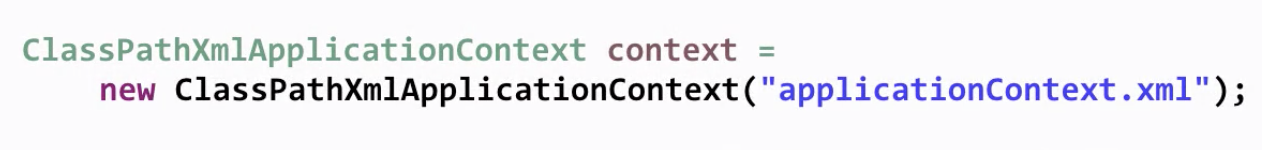 ClassPathXmlApplicationContext context =
new ClassPathXmlApplicationContext("applicationContext.xml");